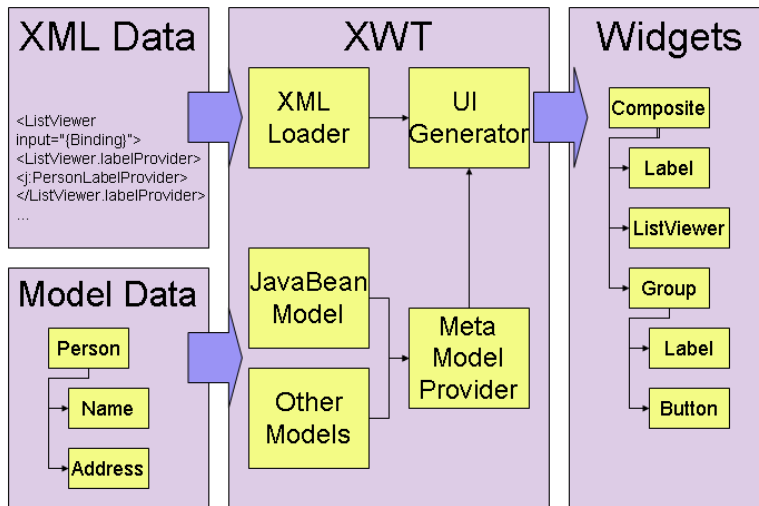 XML Data
<ListViewer
input="{Binding}">
<ListViewer.labelProvider>
<j:PersonLabelProvider>
</ListViewer.labelProvider>
...
Model Data
Person
Name
Address
XWT
XML
Loader
UI
Generator
JavaBean
Model
Other
Models
Meta
Model
Provider
Widgets
Composite
Label
ListViewer
Group
Label
Button